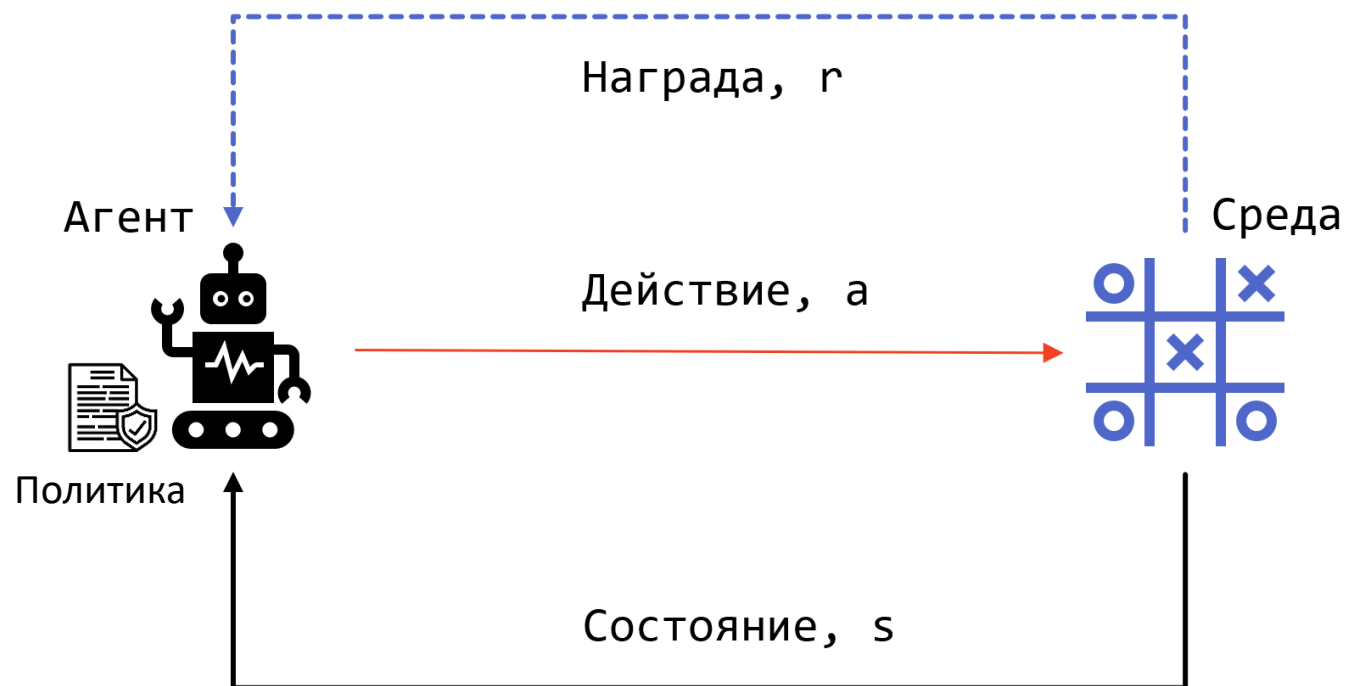 Награда, r
Агент
Среда
Действие, a
Политика
Состояние, s